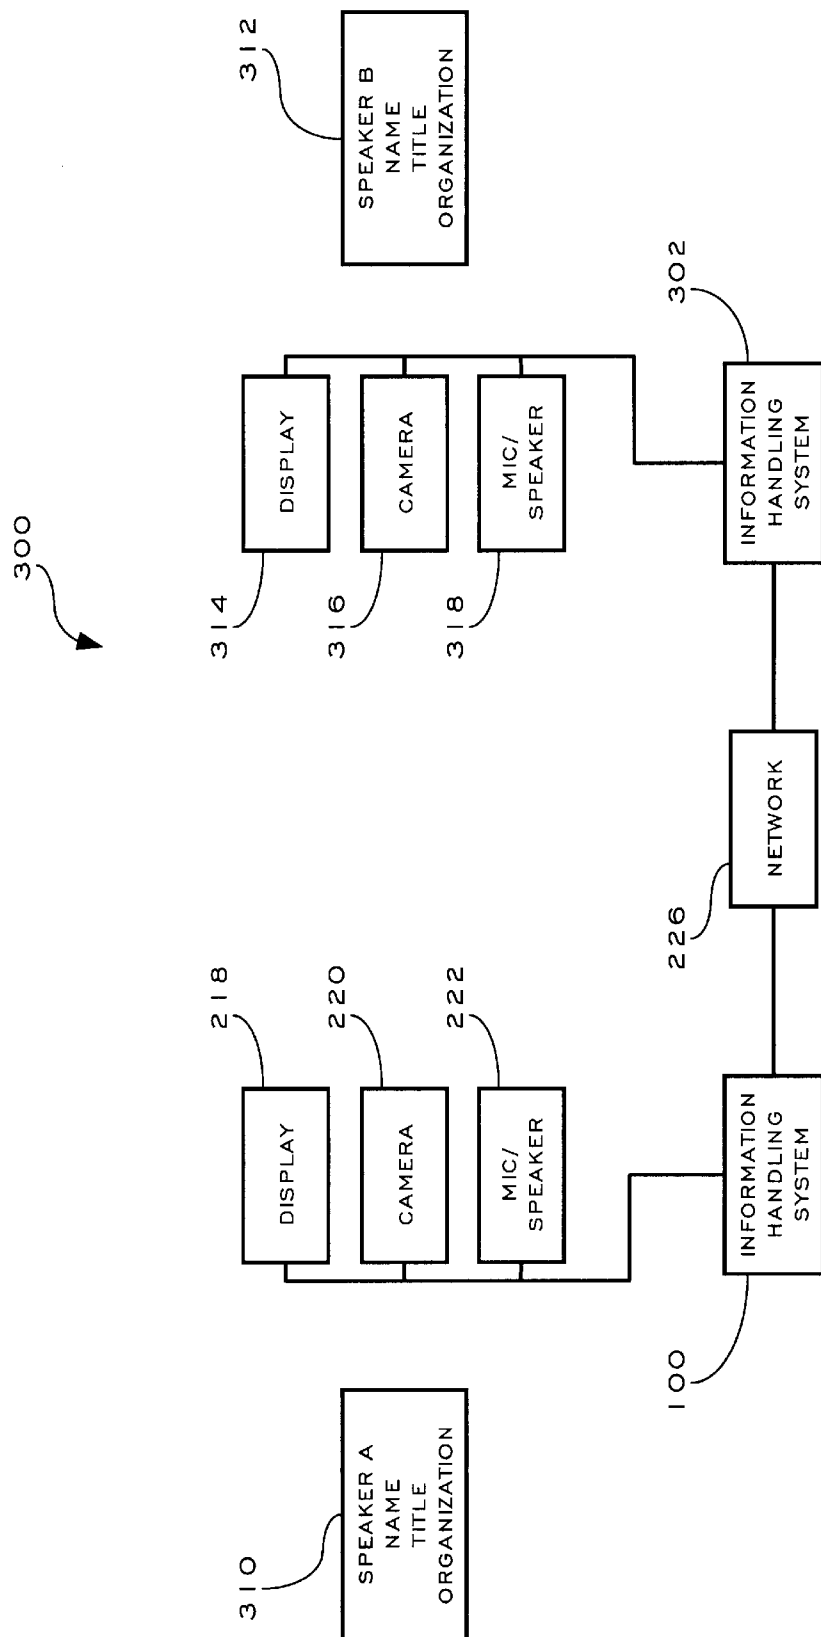 300
310
SPEAKER A
NAME
TITLE
ORGANIZATION
218
DISPLAY
220
CAMERA
222
MIC/
SPEAKER
314
DISPLAY
316
CAMERA
318
MIC/
SPEAKER
312
SPEAKER B
NAME
TITLE
ORGANIZATION
100
INFORMATION
HANDLING
SYSTEM
226
NETWORK
302
INFORMATION
HANDLING
SYSTEM